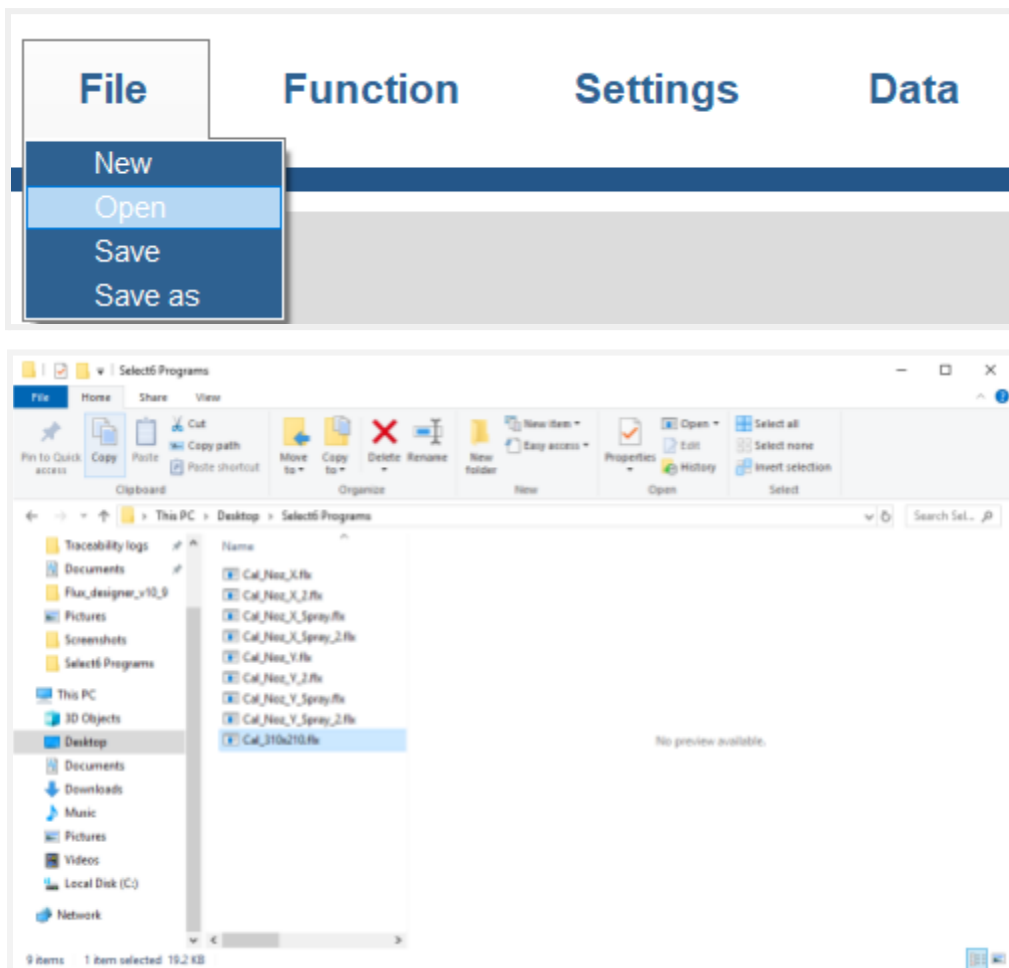 File Function Settings Data
New
Open
Save
Save as
Select6 Programs
File Home Share View
Pin to Quick access
Copy
Paste
Cut
Copy path
Paste shortcut
Clipboard
Move to
Copy to
Delete
Rename
Organize
New folder
New item
Easy access
New
Properties
Open
Edit
History
Open
Select all
Select none
Invert selection
Select
This PC > Desktop > Select6 Programs
Search Sel...
Traceability logs
Documents
Flux_designer_v10_9
Pictures
Screenshots
Select6 Programs
This PC
3D Objects
Desktop
Documents
Downloads
Music
Pictures
Videos
Local Disk (C:)
Network
Name
Cal_Noz_X.flx
Cal_Noz_X_2.flx
Cal_Noz_X_Spray.flx
Cal_Noz_X_Spray_2.flx
Cal_Noz_Y.flx
Cal_Noz_Y_2.flx
Cal_Noz_Y_Spray.flx
Cal_Noz_Y_Spray_2.flx
Cal_310x210.flx
No preview available.
9 items 1 item selected 19.2 KB